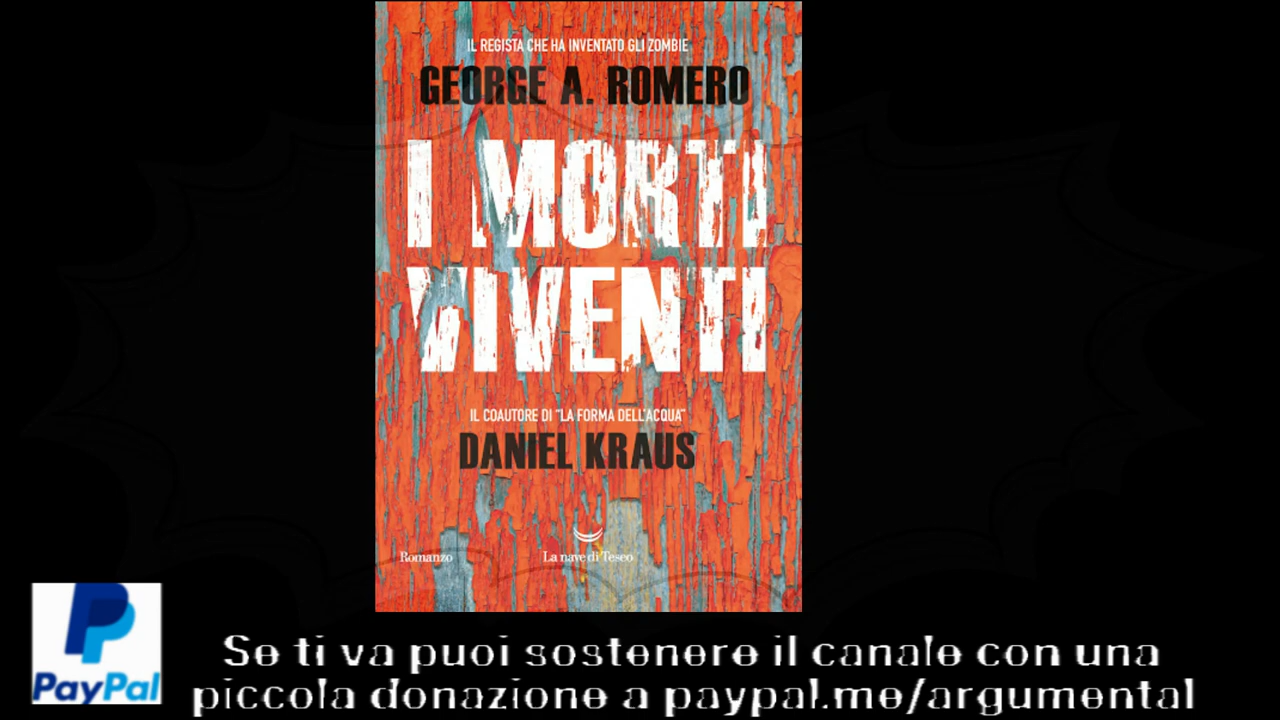 IL REGISTA CHE HA INVENTATO GLI ZOMBIE
GEORGE A. ROMERO
I MORTI
VIVENTI
IL COAUTORE DI "LA FORMA DELL'ACQUA"
DANIEL KRAUS
Romanzo
La nave di Teseo
PayPal
Se ti va puoi sostenere il canale con una
piccola donazione a paypal.me/argumental